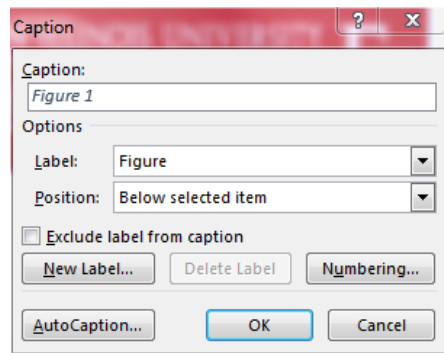 Caption
Caption:
Figure 1
Options
Label: Figure
Position: Below selected item
Exclude label from caption
New Label... Delete Label Numbering...
AutoCaption... OK Cancel